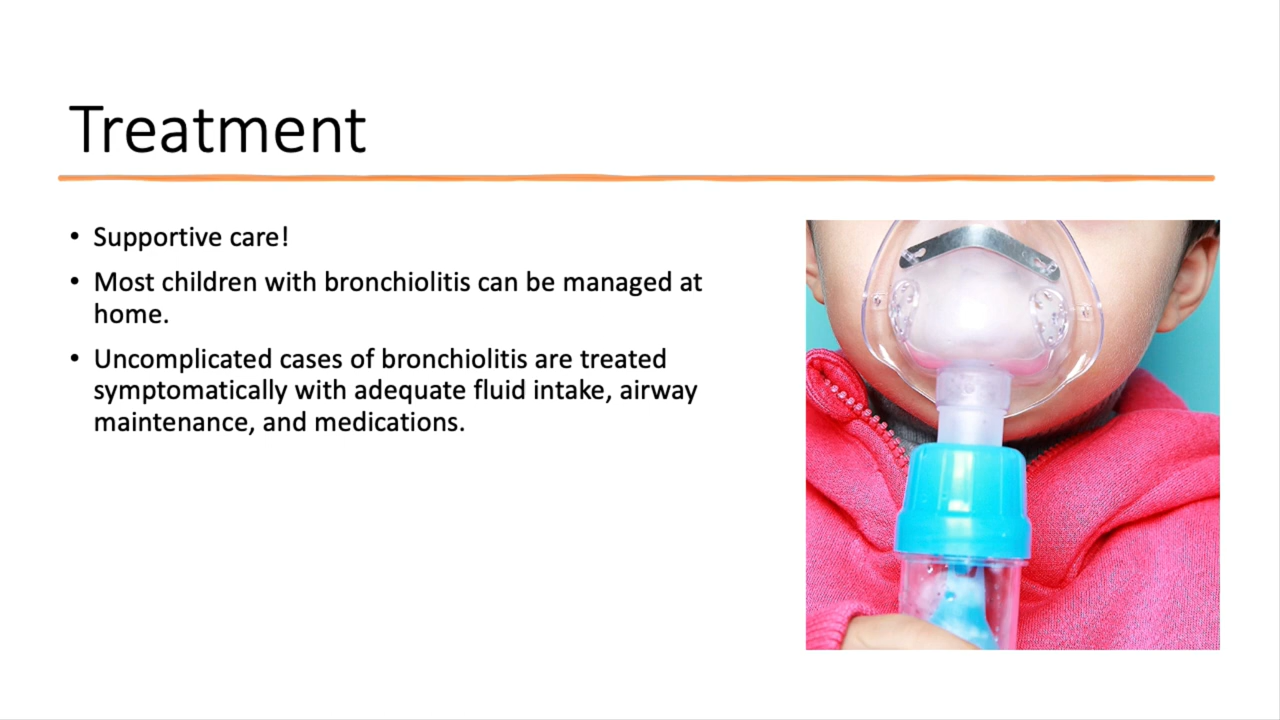 Treatment
• Supportive care!
• Most children with bronchiolitis can be managed at
home.
• Uncomplicated cases of bronchiolitis are treated
symptomatically with adequate fluid intake, airway
maintenance, and medications.